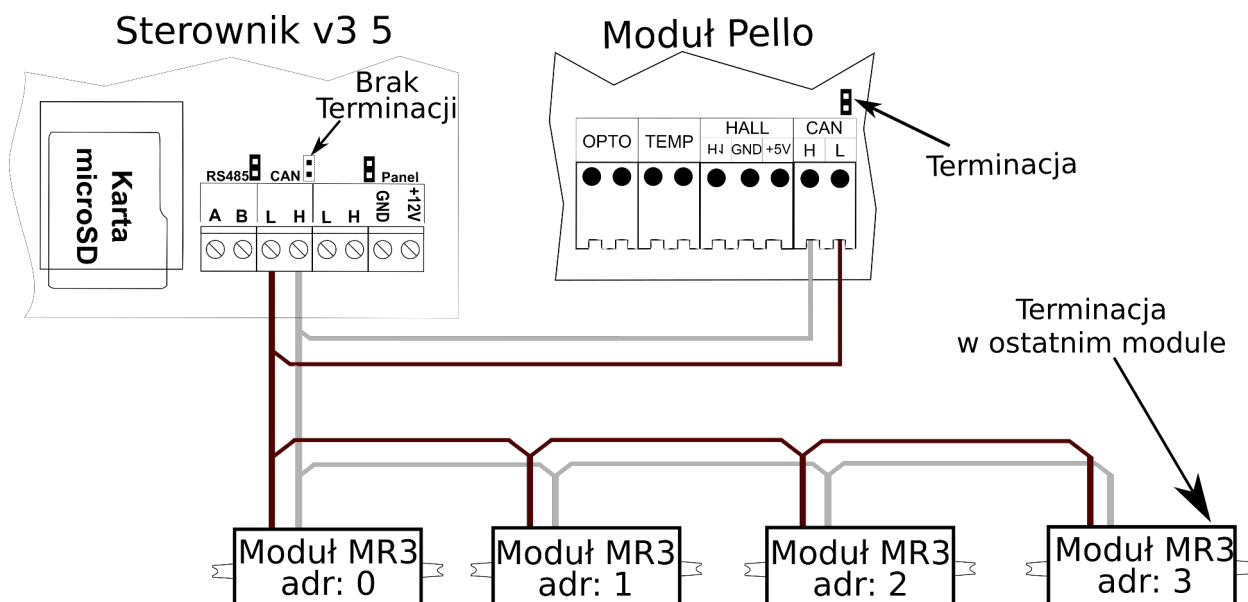 Sterownik v3 5
Moduł Pello
Brak
Terminacji
Karta
microSD
RS485 CAN Panel
A B L H L H GND +12V
OPTO TEMP HALL CAN
GND +5V H L
Terminacja
Terminacja
w ostatnim module
Moduł MR3
adr: 0
Moduł MR3
adr: 1
Moduł MR3
adr: 2
Moduł MR3
adr: 3